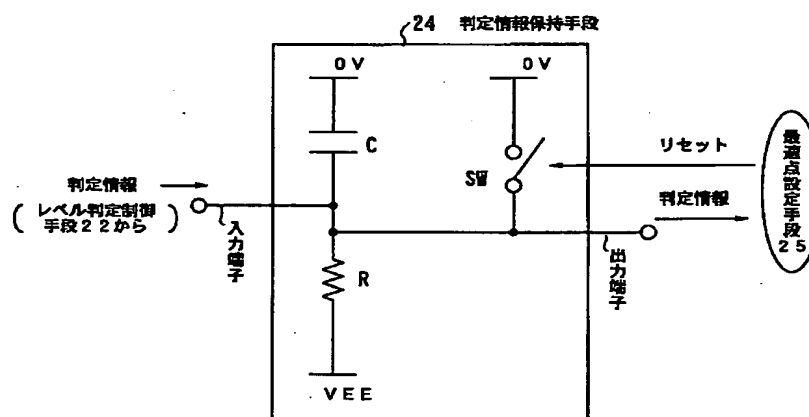 24 判定情報保持手段
0V
0V
C
リセット
SW
判定情報
(レベル判定制御
手段22から)
入力端子
判定情報
最適点設定手段25
出力端子
R
VEE